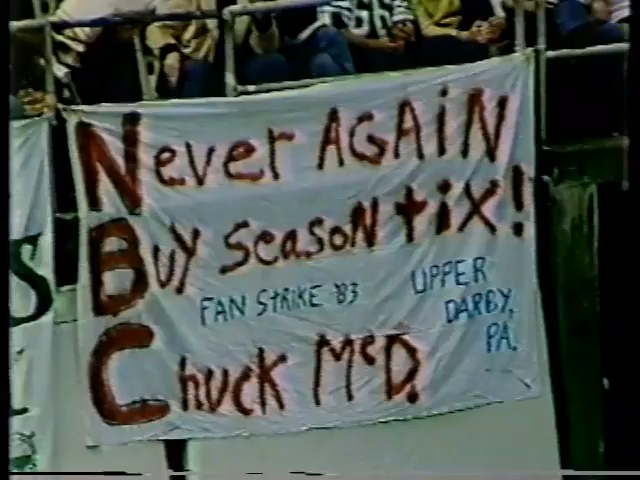 Never AGAiN
Buy SeasoN tix!
FAN STRIKE '83
UPPER
DARBY,
PA.
Chuck McD.